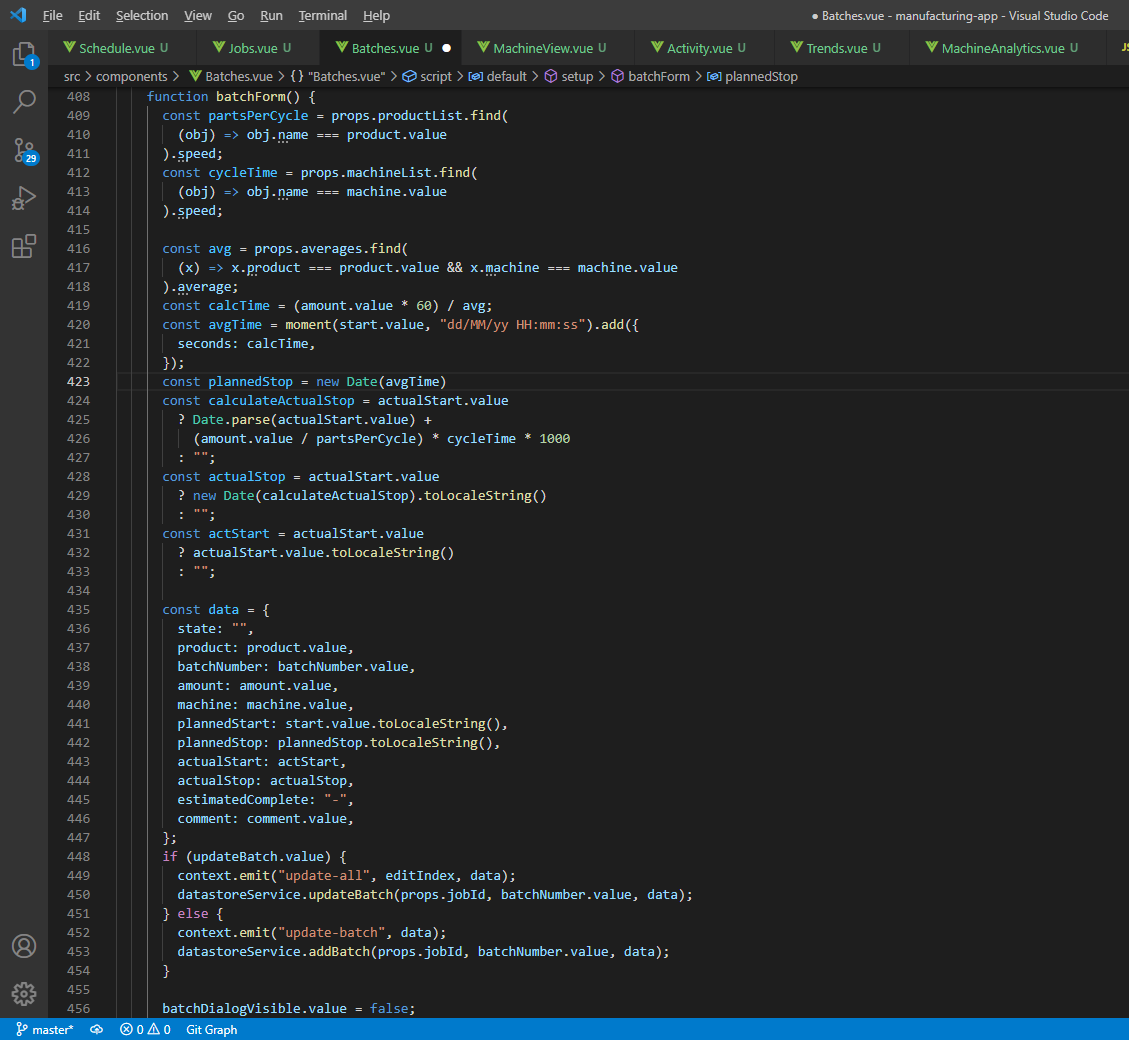 File Edit Selection View Go Run Terminal Help ● Batches.vue - manufacturing-app - Visual Studio Code
Schedule.vue U Jobs.vue U Batches.vue U ● MachineView.vue U Activity.vue U Trends.vue U MachineAnalytics.vue U JS
src > components > Batches.vue > {} "Batches.vue" > script > default > setup > batchForm > plannedStop
1
29
408 function batchForm() {
409 const partsPerCycle = props.productList.find(
410 (obj) => obj.name === product.value
411 ).speed;
412 const cycleTime = props.machineList.find(
413 (obj) => obj.name === machine.value
414 ).speed;
415
416 const avg = props.averages.find(
417 (x) => x.product === product.value && x.machine === machine.value
418 ).average;
419 const calcTime = (amount.value * 60) / avg;
420 const avgTime = moment(start.value, "dd/MM/yy HH:mm:ss").add({
421 seconds: calcTime,
422 });
423 const plannedStop = new Date(avgTime)
424 const calculateActualStop = actualStart.value
425 ? Date.parse(actualStart.value) +
426 (amount.value / partsPerCycle) * cycleTime * 1000
427 : "";
428 const actualStop = actualStart.value
429 ? new Date(calculateActualStop).toLocaleString()
430 : "";
431 const actStart = actualStart.value
432 ? actualStart.value.toLocaleString()
433 : "";
434
435 const data = {
436 state: "",
437 product: product.value,
438 batchNumber: batchNumber.value,
439 amount: amount.value,
440 machine: machine.value,
441 plannedStart: start.value.toLocaleString(),
442 plannedStop: plannedStop.toLocaleString(),
443 actualStart: actStart,
444 actualStop: actualStop,
445 estimatedComplete: "-",
446 comment: comment.value,
447 };
448 if (updateBatch.value) {
449 context.emit("update-all", editIndex, data);
450 datastoreService.updateBatch(props.jobId, batchNumber.value, data);
451 } else {
452 context.emit("update-batch", data);
453 datastoreService.addBatch(props.jobId, batchNumber.value, data);
454 }
455
456 batchDialogVisible.value = false;
master* 0 0 Git Graph